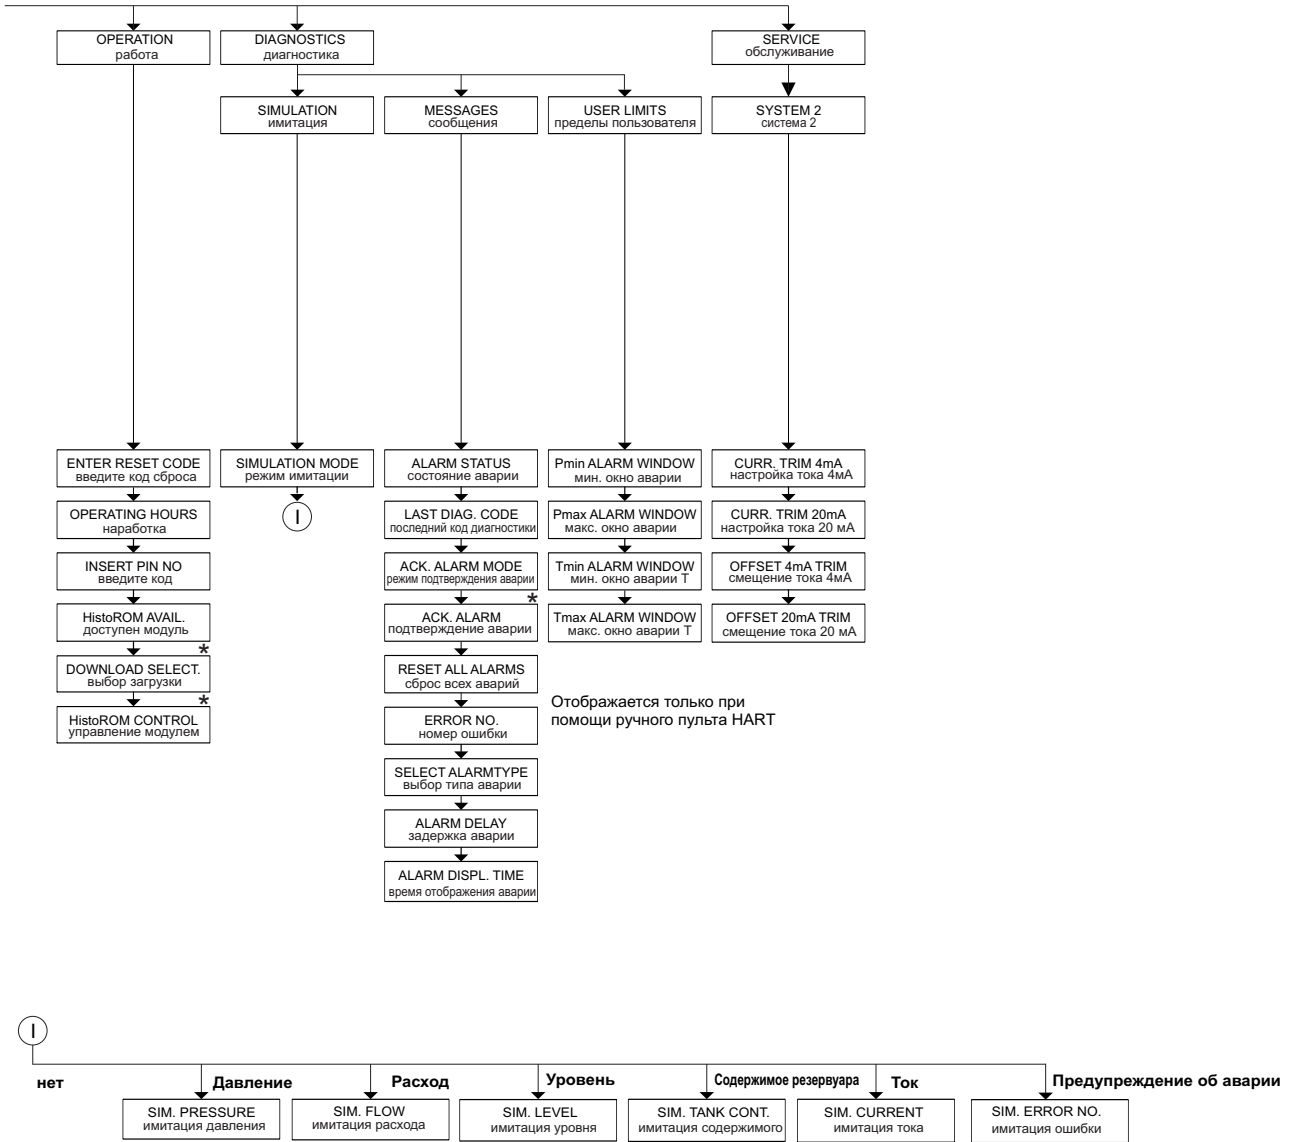 OPERATION
работа
DIAGNOSTICS
диагностика
SERVICE
обслуживание
SIMULATION
имитация
MESSAGES
сообщения
USER LIMITS
пределы пользователя
SYSTEM 2
система 2
ENTER RESET CODE
введите код сброса
OPERATING HOURS
наработка
INSERT PIN NO
введите код
HistoROM AVAIL.
доступен модуль
*
DOWNLOAD SELECT.
выбор загрузки
*
HistoROM CONTROL
управление модулем
SIMULATION MODE
режим имитации
I
ALARM STATUS
состояние аварии
LAST DIAG. CODE
последний код диагностики
ACK. ALARM MODE
режим подтверждения аварии
*
ACK. ALARM
подтверждение аварии
RESET ALL ALARMS
сброс всех аварий
ERROR NO.
номер ошибки
SELECT ALARMTYPE
выбор типа аварии
ALARM DELAY
задержка аварии
ALARM DISPL. TIME
время отображения аварии
Pmin ALARM WINDOW
мин. окно аварии
Pmax ALARM WINDOW
макс. окно аварии
Tmin ALARM WINDOW
мин. окно аварии Т
Tmax ALARM WINDOW
макс. окно аварии Т
CURR. TRIM 4mA
настройка тока 4мА
CURR. TRIM 20mA
настройка тока 20 мА
OFFSET 4mA TRIM
смещение тока 4мА
OFFSET 20mA TRIM
смещение тока 20 мА
Отображается только при
помощи ручного пульта HART
I
нет
Давление
Расход
Уровень
Содержимое резервуара
Ток
Предупреждение об аварии
SIM. PRESSURE
имитация давления
SIM. FLOW
имитация расхода
SIM. LEVEL
имитация уровня
SIM. TANK CONT.
имитация содержимого
SIM. CURRENT
имитация тока
SIM. ERROR NO.
имитация ошибки